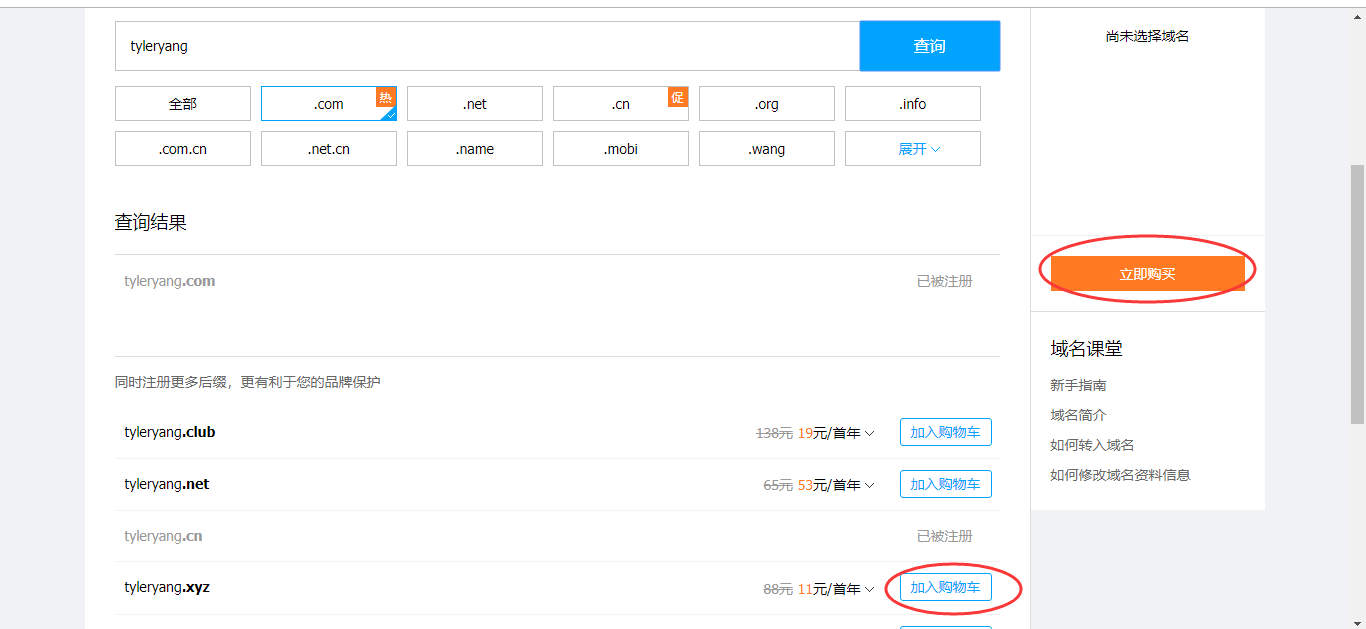 tyleryang
查询
全部
.com
热
.net
.cn
促
.org
.info
.com.cn
.net.cn
.name
.mobi
.wang
展开
查询结果
tyleryang.com
已被注册
同时注册更多后缀，更有利于您的品牌保护
tyleryang.club
138元 19元/首年
加入购物车
tyleryang.net
65元 53元/首年
加入购物车
tyleryang.cn
已被注册
tyleryang.xyz
88元 11元/首年
加入购物车
尚未选择域名
立即购买
域名课堂
新手指南
域名简介
如何转入域名
如何修改域名资料信息